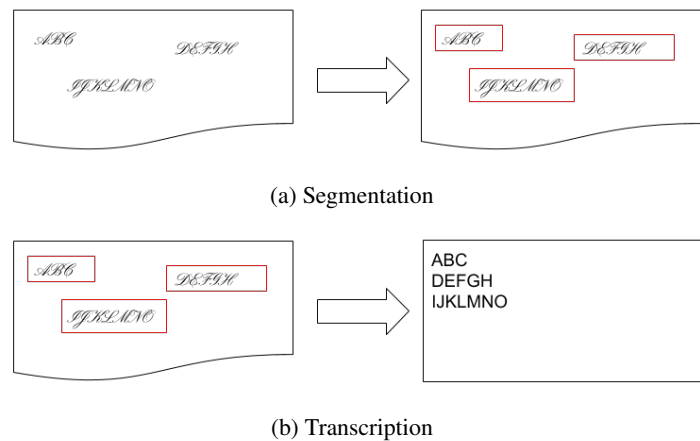 ABC
DEFGH
IJKLMNO
ABC
DEFGH
IJKLMNO
(a) Segmentation
ABC
DEFGH
IJKLMNO
ABC
DEFGH
IJKLMNO
(b) Transcription